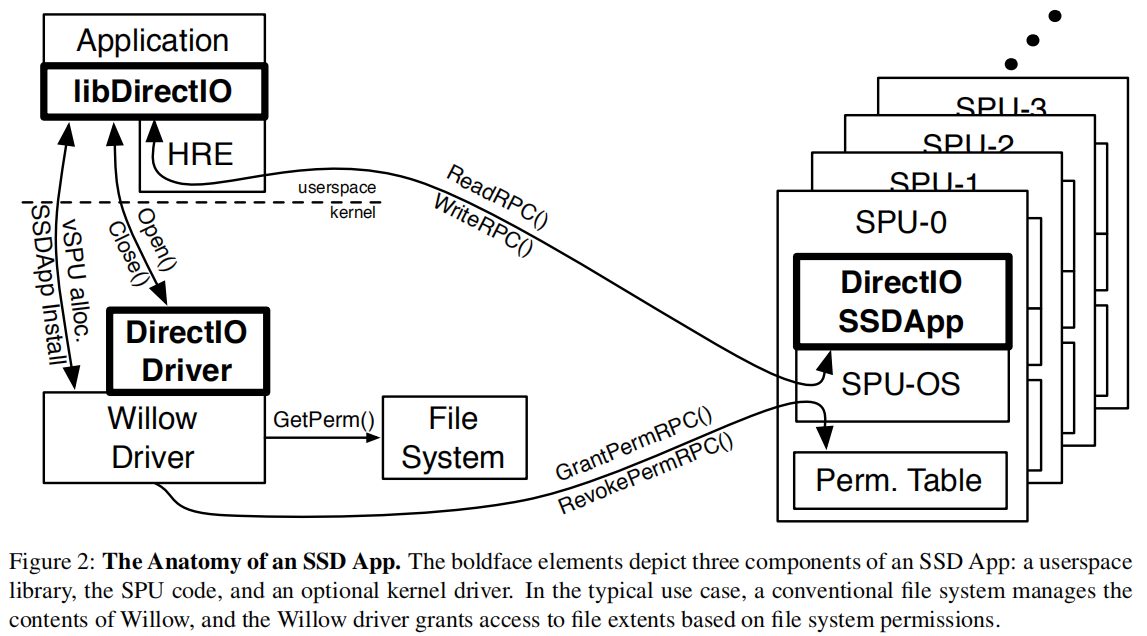 Application
libDirectIO
HRE
userspace
kernel
SSDApp Install
vSPU alloc.
Open()
Close()
DirectIO
Driver
Willow
Driver
GetPerm()
File
System
ReadRPC()
WriteRPC()
GrantPermRPC()
RevokePermRPC()
SPU-3
SPU-2
SPU-1
SPU-0
DirectIO
SSDApp
SPU-OS
Perm. Table
Figure 2: The Anatomy of an SSD App. The boldface elements depict three components of an SSD App: a userspace
library, the SPU code, and an optional kernel driver. In the typical use case, a conventional file system manages the
contents of Willow, and the Willow driver grants access to file extents based on file system permissions.